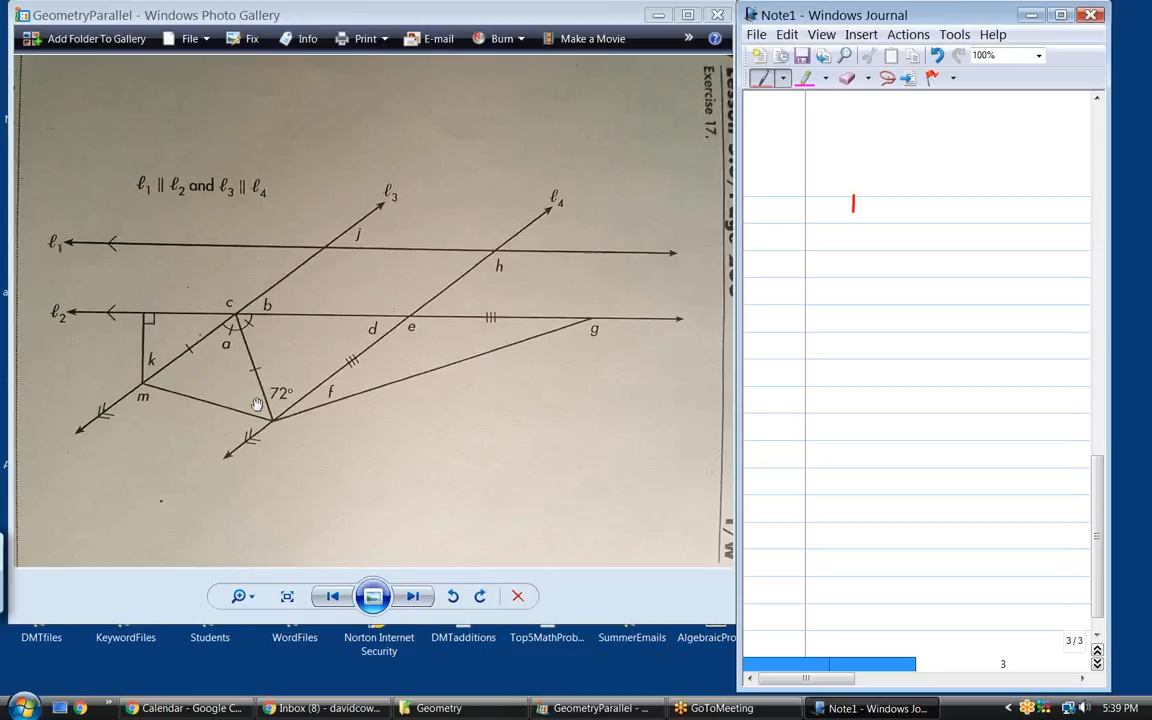 GeometryParallel - Windows Photo Gallery
Add Folder To Gallery File Fix Info Print E-mail Burn Make a Movie » ?
Exercise 17.
ℓ1 ∥ ℓ2 and ℓ3 ∥ ℓ4
ℓ3
ℓ4
j
ℓ1
h
c
b
ℓ2
d
e
g
a
k
72°
f
m
Note1 - Windows Journal
File Edit View Insert Actions Tools Help
100%
3 / 3
3
DMTfiles KeywordFiles Students WordFiles Norton Internet Security DMTadditions Top5MathProb... SummerEmails AlgebraicPr
» Calendar - Google C... Inbox (8) - davidcow... Geometry GeometryParallel - ... GoToMeeting Note1 - Windows Jo... 5:39 PM